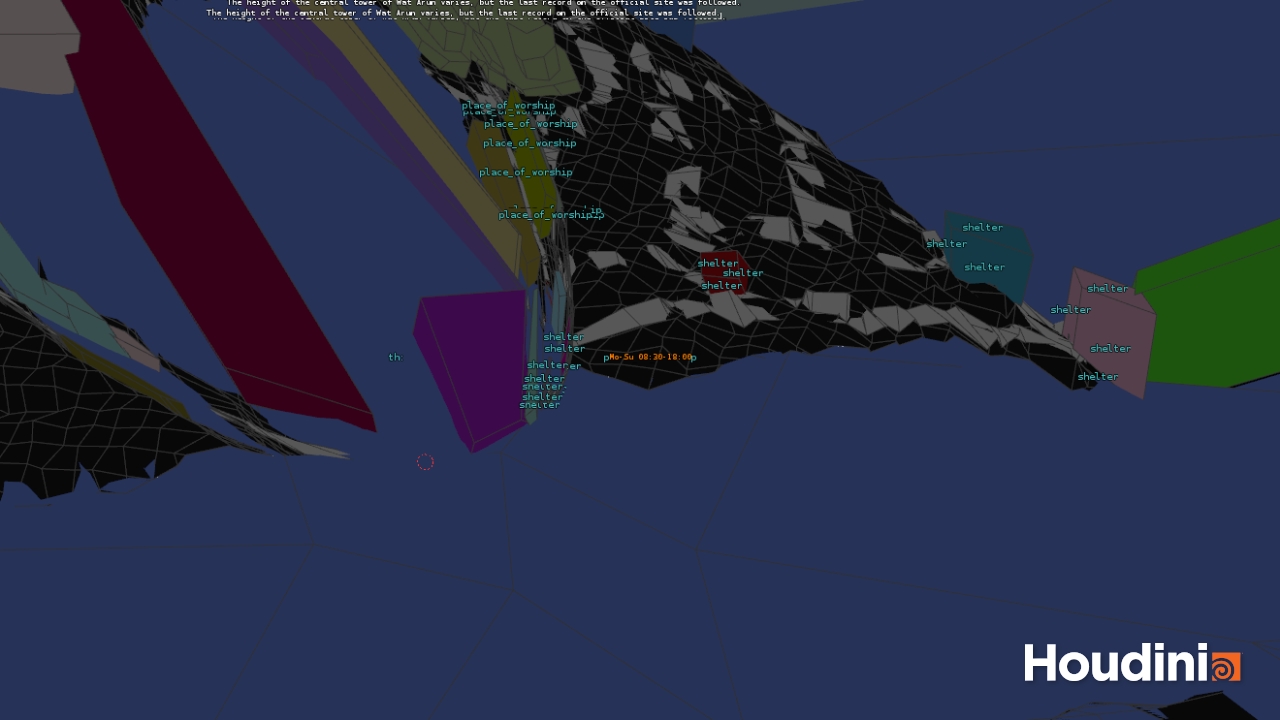 The height of the central tower of Wat Arun varies, but the last record on the official site was followed.
The height of the central tower of Wat Arun varies, but the last record on the official site was followed.
place_of_worship
place_of_worship
place_of_worship
place_of_worship
place_of_worship
place_of_worship
shelter
shelter
shelter
shelter
shelter
shelter
shelter
shelter
shelter
shelter
th
Mo-Su 08:30-18:00
shelter
shelter
shelter
shelter
shelter
shelter
shelter
Houdini